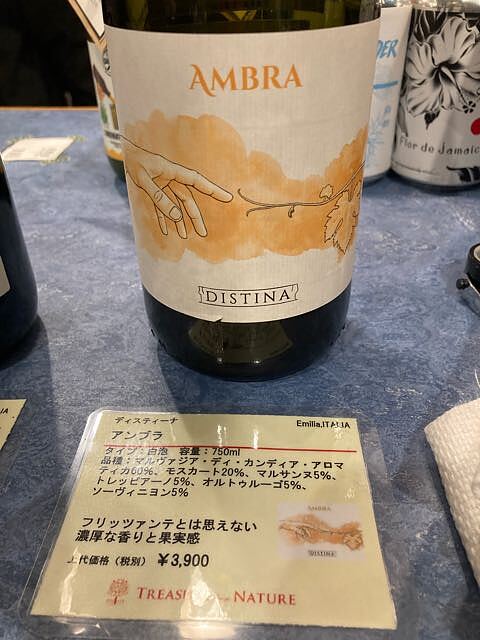 AMBRA
DISTINA
DER
Flor de Jamaic
ディスティーナ
Emilia,ITALIA
アンブラ
タイプ：白泡　容量：750ml
品種：マルヴァジア・ディ・カンディア・アロマ
ティカ60%、モスカート20%、マルサンヌ5%、
トレッビアーノ5%、オルトゥルーゴ5%、
ソーヴィニヨン5%
フリッツァンテとは思えない
濃厚な香りと果実感
上代価格（税別）￥3,900
AMBRA
DISTINA
TREASURE NATURE
IA